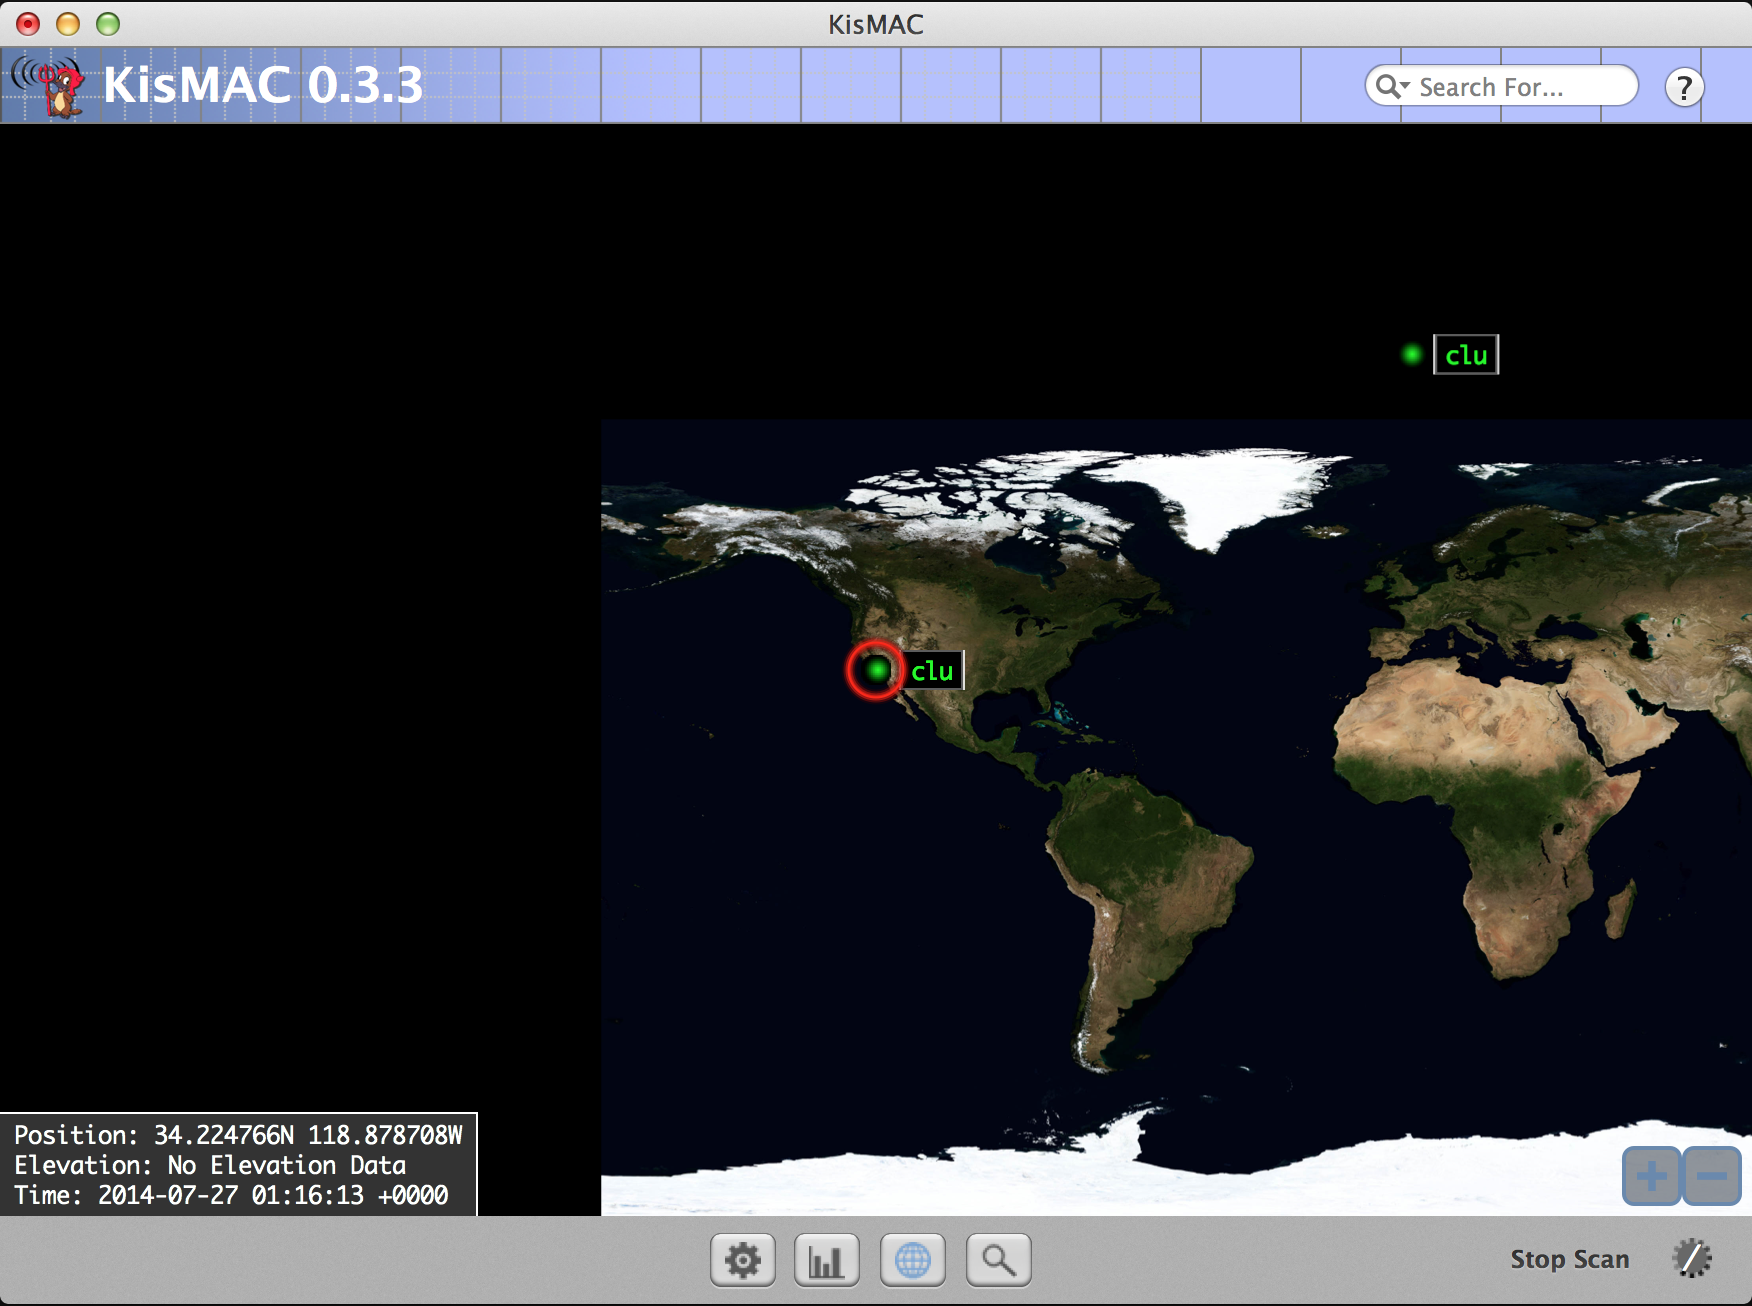 KisMAC
KisMAC 0.3.3
Search For...
?
clu
clu
Position: 34.224766N 118.878708W
Elevation: No Elevation Data
Time: 2014-07-27 01:16:13 +0000
Stop Scan